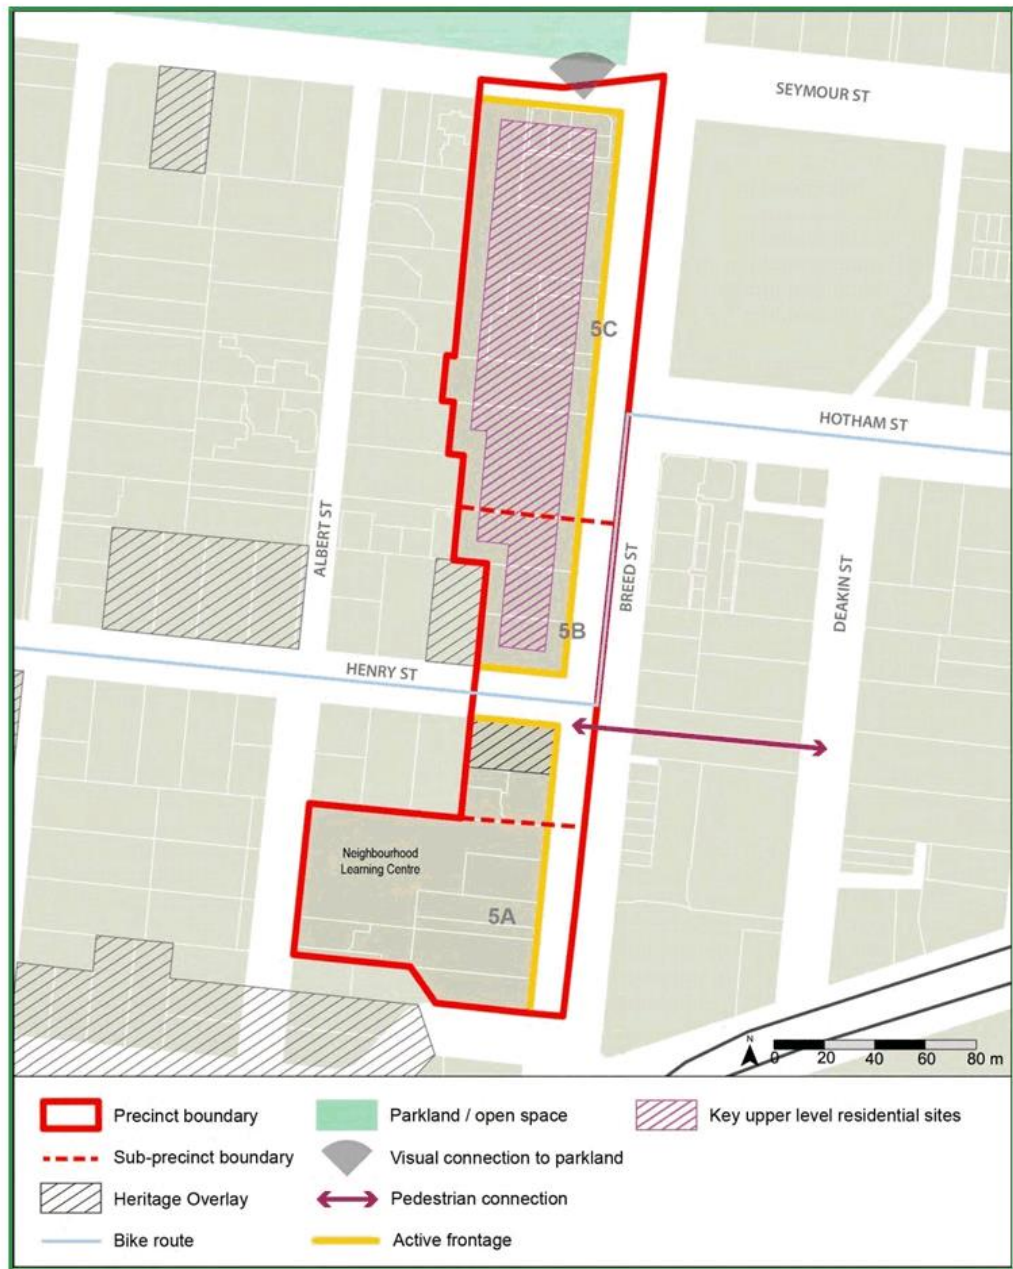 SEYMOUR ST
5C
HOTHAM ST
ALBERT ST
BREED ST
DEAKIN ST
5B
HENRY ST
Neighbourhood
Learning Centre
5A
N
0 20 40 60 80 m
Precinct boundary
Parkland / open space
Key upper level residential sites
Sub-precinct boundary
Visual connection to parkland
Heritage Overlay
Pedestrian connection
Bike route
Active frontage